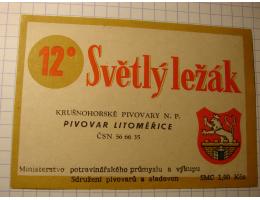 12° Světlý ležák
KRUŠNOHORSKÉ PIVOVARY N. P.
PIVOVAR LITOMĚŘICE
ČSN 56 66 35
Ministerstvo potravinářského průmyslu a výkupu
Sdružení pivovarů a sladoven SMC 1,90 Kčs